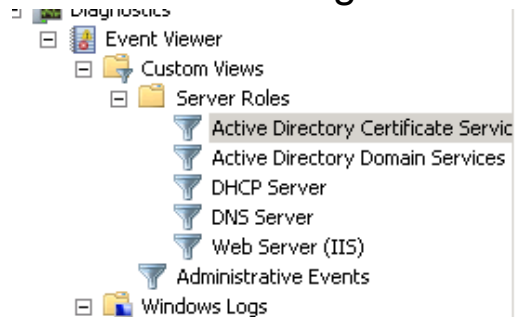 Diagnostics
Event Viewer
Custom Views
Server Roles
Active Directory Certificate Servic
Active Directory Domain Services
DHCP Server
DNS Server
Web Server (IIS)
Administrative Events
Windows Logs